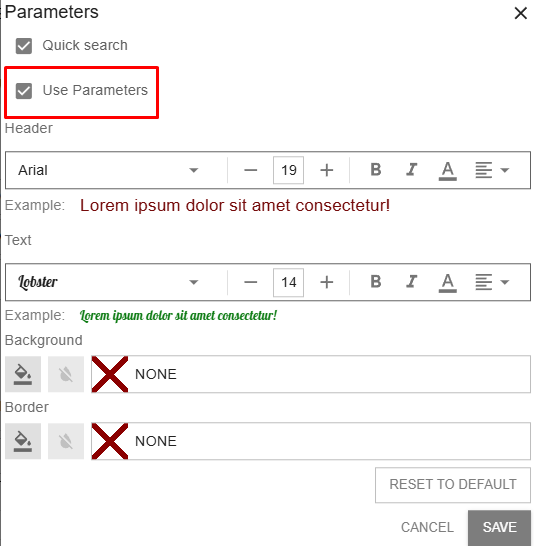 Parameters
Quick search
Use Parameters
Header
Arial 19 B I A
Example: Lorem ipsum dolor sit amet consectetur!
Text
Lobster 14 B I A
Example: Lorem ipsum dolor sit amet consectetur!
Background
NONE
Border
NONE
RESET TO DEFAULT
CANCEL SAVE